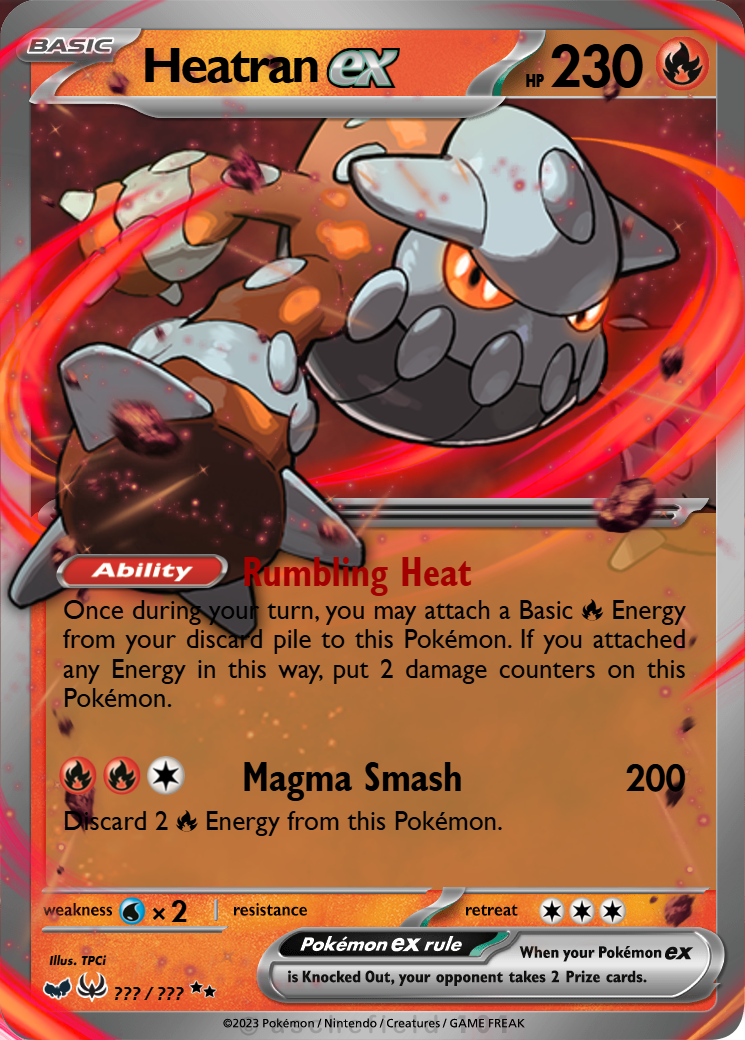 BASIC Heatran ex HP 230
Ability Rumbling Heat
Once during your turn, you may attach a Basic Energy
from your discard pile to this Pokémon. If you attached
any Energy in this way, put 2 damage counters on this
Pokémon.
Magma Smash 200
Discard 2 Energy from this Pokémon.
weakness × 2 resistance retreat
Pokémon ex rule When your Pokémon ex
is Knocked Out, your opponent takes 2 Prize cards.
Illus. TPCi
??? / ???
©2023 Pokémon / Nintendo / Creatures / GAME FREAK